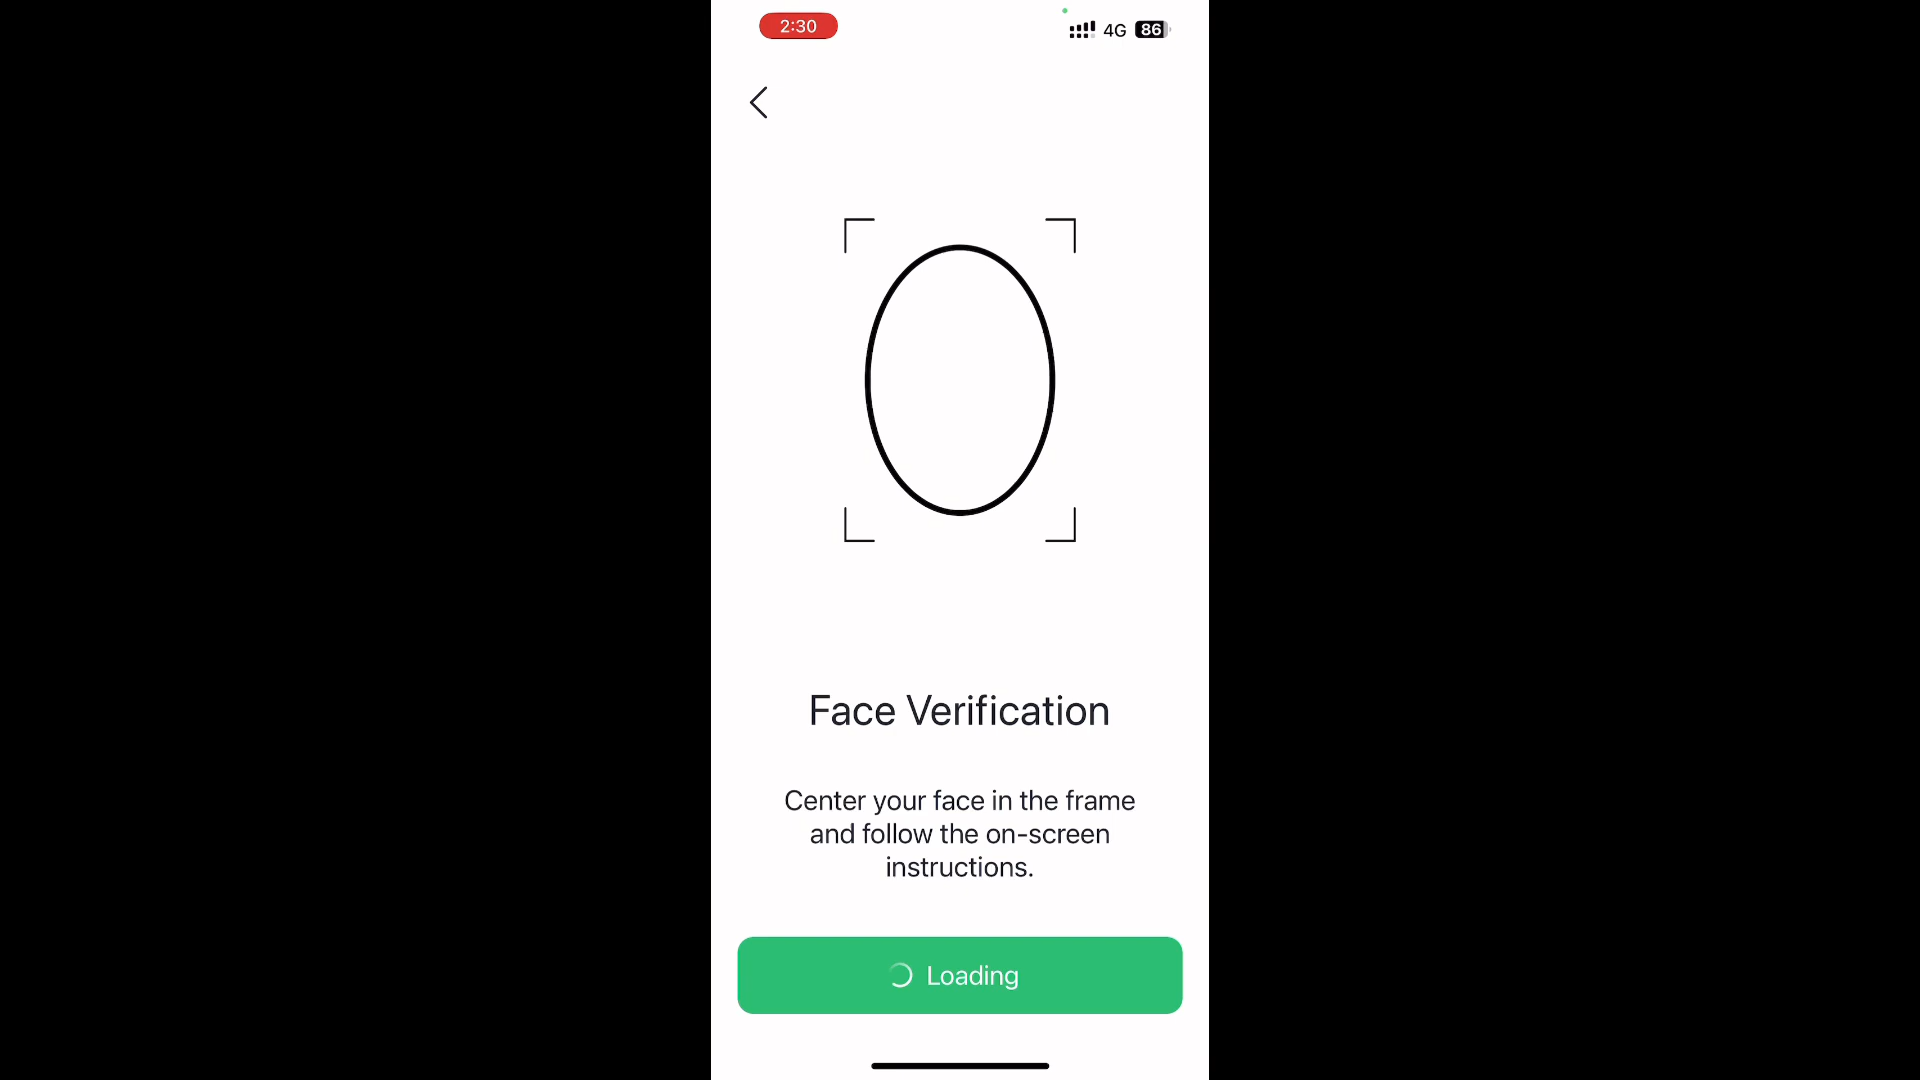 2:30
4G 86
Face Verification
Center your face in the frame
and follow the on-screen
instructions.
Loading